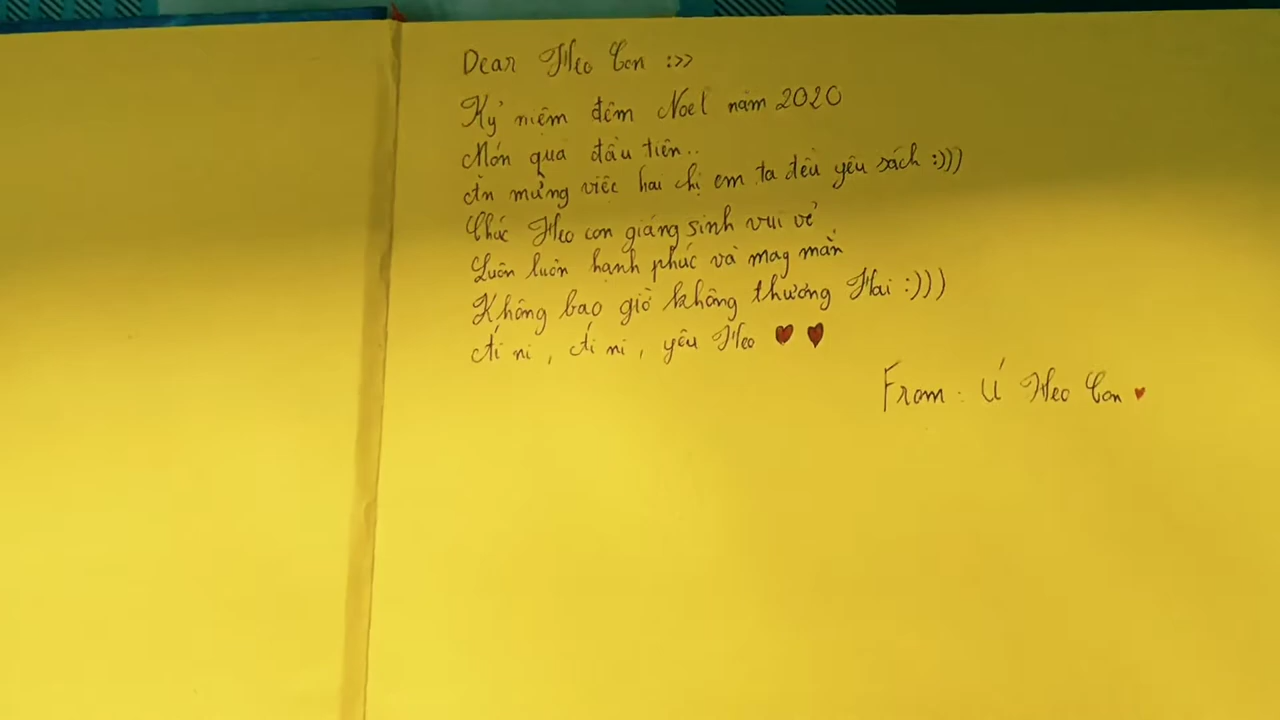 Dear Heo Con :>>
Kỷ niệm đêm Noel năm 2020
Món quà đầu tiên..
Ăn mừng việc hai chị em ta đều yêu sách :)))
Chúc Heo con giáng sinh vui vẻ
Luôn luôn hạnh phúc và may mắn
Không bao giờ không thương Hai :)))
Ái ni, Ái ni, yêu Heo ♥ ♥
From: Ú Heo Con ♥